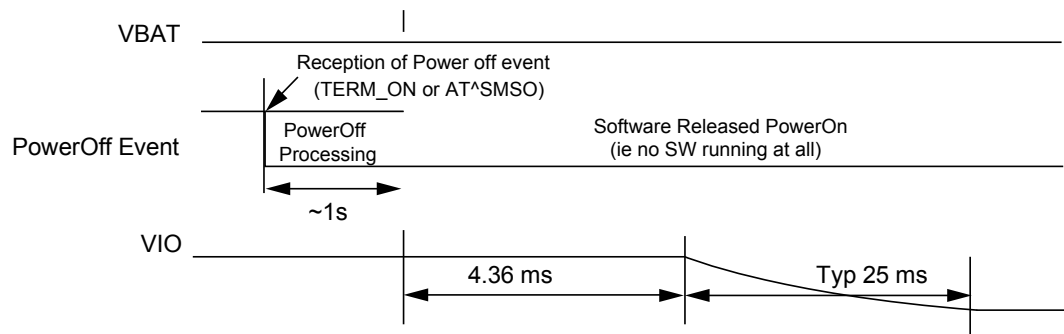 VBAT
Reception of Power off event
(TERM_ON or AT^SMSO)
PowerOff Event
PowerOff
Processing
Software Released PowerOn
(ie no SW running at all)
~1s
VIO
4.36 ms
Typ 25 ms